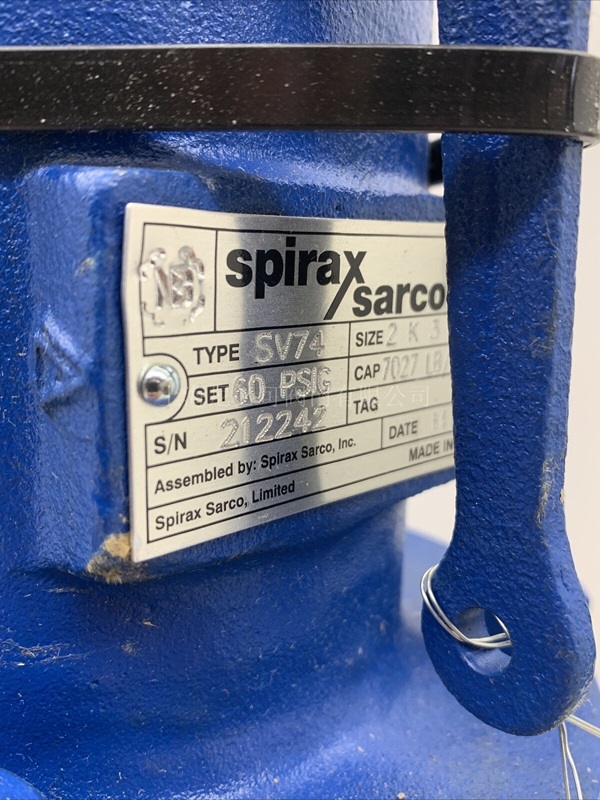 NB
spirax
sarco
TYPE SV74 SIZE 2 K 3
SET 60 PSIG CAP 7027 LB/
S/N 212242 TAG
DATE
Assembled by: Spirax Sarco, Inc. MADE IN
Spirax Sarco, Limited